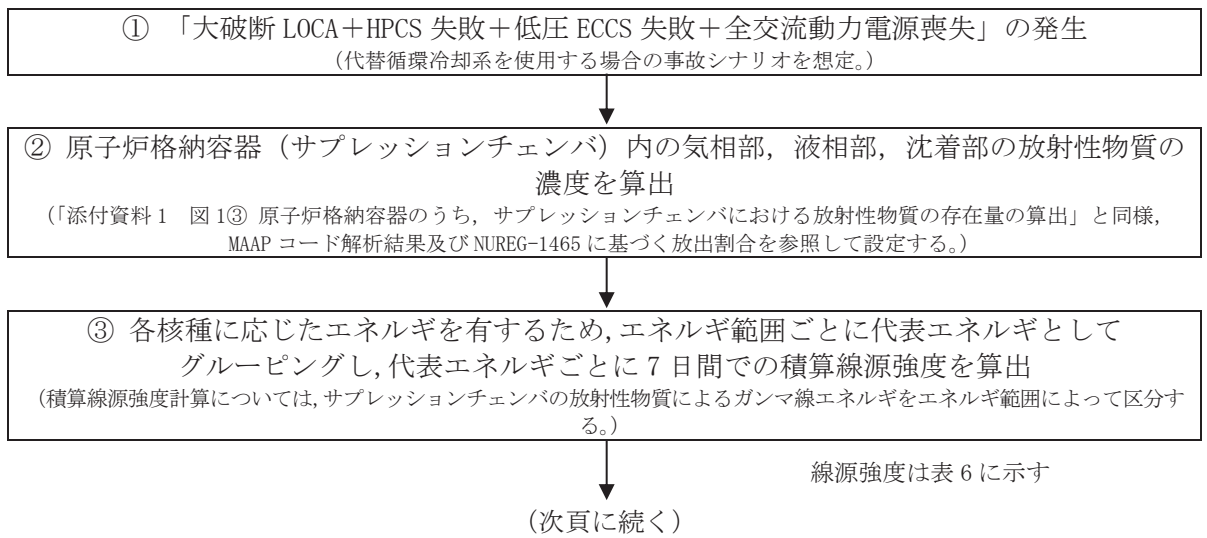 ① 「大破断 LOCA＋HPCS 失敗＋低圧 ECCS 失敗＋全交流動力電源喪失」の発生
（代替循環冷却系を使用する場合の事故シナリオを想定。）
② 原子炉格納容器（サプレッションチェンバ）内の気相部，液相部，沈着部の放射性物質の
濃度を算出
（「添付資料 1　図 1③ 原子炉格納容器のうち，サプレッションチェンバにおける放射性物質の存在量の算出」と同様，
MAAP コード解析結果及び NUREG-1465 に基づく放出割合を参照して設定する。）
③ 各核種に応じたエネルギを有するため,エネルギ範囲ごとに代表エネルギとして
グルーピングし,代表エネルギごとに 7 日間での積算線源強度を算出
（積算線源強度計算については,サプレッションチェンバの放射性物質によるガンマ線エネルギをエネルギ範囲によって区分す
る。）
線源強度は表 6 に示す
（次頁に続く）